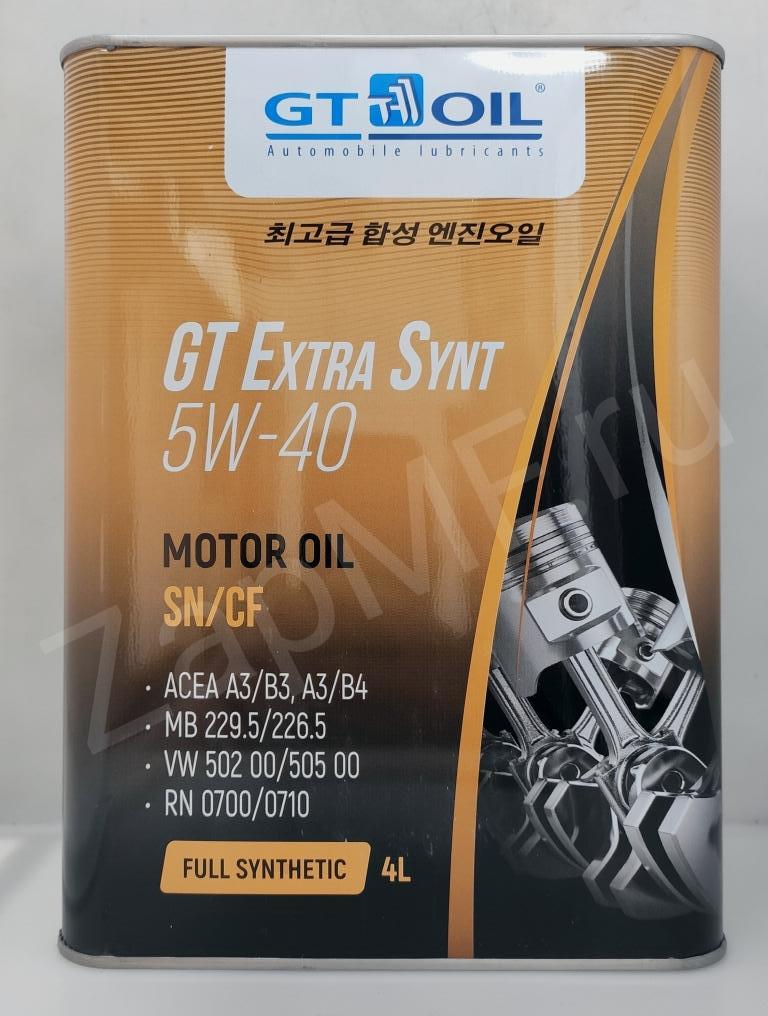 GT OIL®
Automobile lubricants
최고급 합성 엔진오일
GT EXTRA SYNT
5W-40
MOTOR OIL
SN/CF
· ACEA A3/B3, A3/B4
· MB 229.5/226.5
· VW 502 00/505 00
· RN 0700/0710
FULL SYNTHETIC 4L
ZapMF.ru